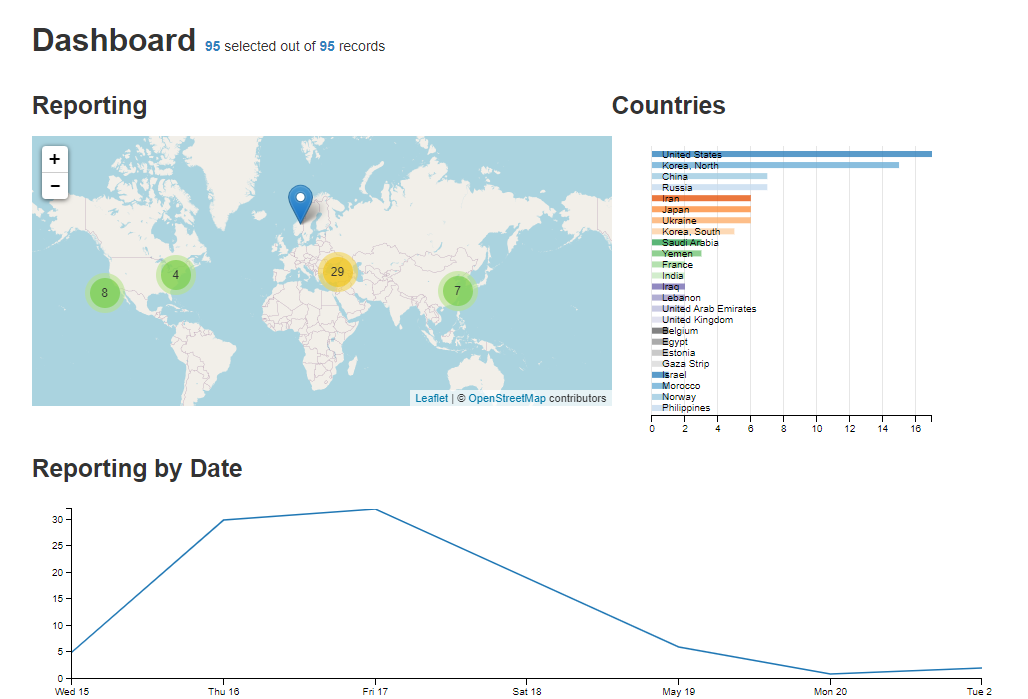 Dashboard 95 selected out of 95 records
Reporting
Countries
+
−
8
4
29
7
Leaflet | © OpenStreetMap contributors
United States
Korea, North
China
Russia
Iran
Japan
Ukraine
Korea, South
Saudi Arabia
Yemen
France
India
Iraq
Lebanon
United Arab Emirates
United Kingdom
Belgium
Egypt
Estonia
Gaza Strip
Israel
Morocco
Norway
Philippines
0 2 4 6 8 10 12 14 16
Reporting by Date
30
25
20
15
10
5
0
Wed 15 Thu 16 Fri 17 Sat 18 May 19 Mon 20 Tue 2